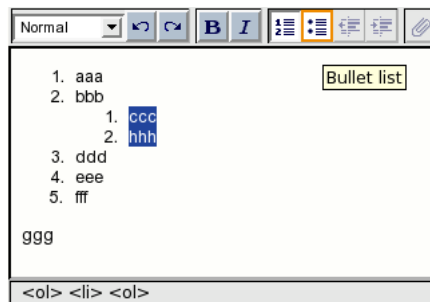 Normal B I
1. aaa Bullet list
2. bbb
1. ccc
2. hhh
3. ddd
4. eee
5. fff
ggg
<ol> <li> <ol>